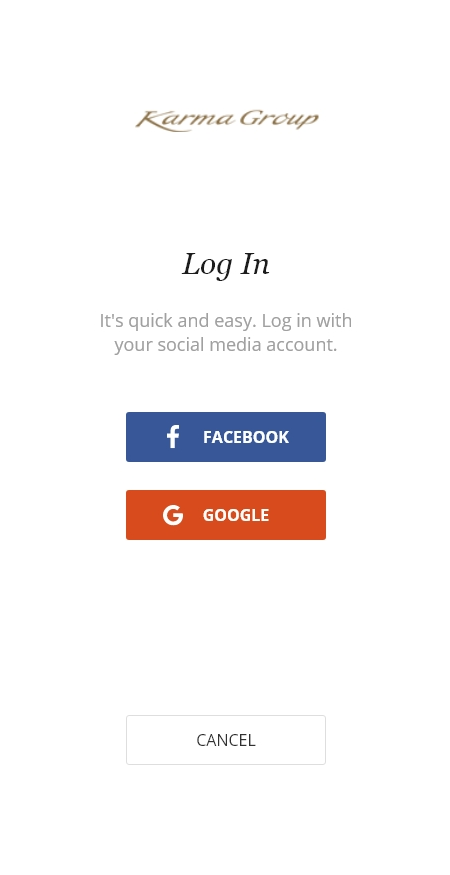 Karma Group
Log In
It's quick and easy. Log in with
your social media account.
FACEBOOK
GOOGLE
CANCEL